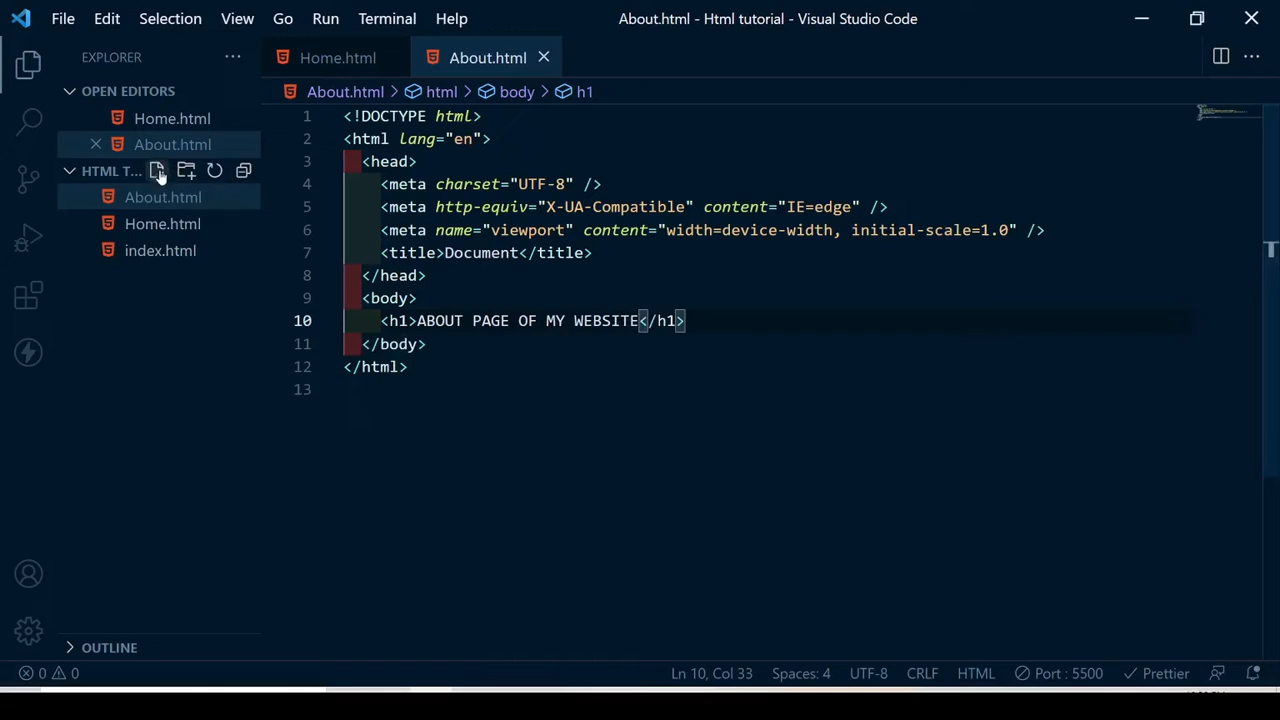 File Edit Selection View Go Run Terminal Help About.html - Html tutorial - Visual Studio Code
EXPLORER
OPEN EDITORS
Home.html
About.html
HTML T...
About.html
Home.html
index.html
OUTLINE
Home.html About.html
About.html > html > body > h1
1 <!DOCTYPE html>
2 <html lang="en">
3 <head>
4 <meta charset="UTF-8" />
5 <meta http-equiv="X-UA-Compatible" content="IE=edge" />
6 <meta name="viewport" content="width=device-width, initial-scale=1.0" />
7 <title>Document</title>
8 </head>
9 <body>
10 <h1>ABOUT PAGE OF MY WEBSITE</h1>
11 </body>
12 </html>
13
0 0 Ln 10, Col 33 Spaces: 4 UTF-8 CRLF HTML Port : 5500 Prettier